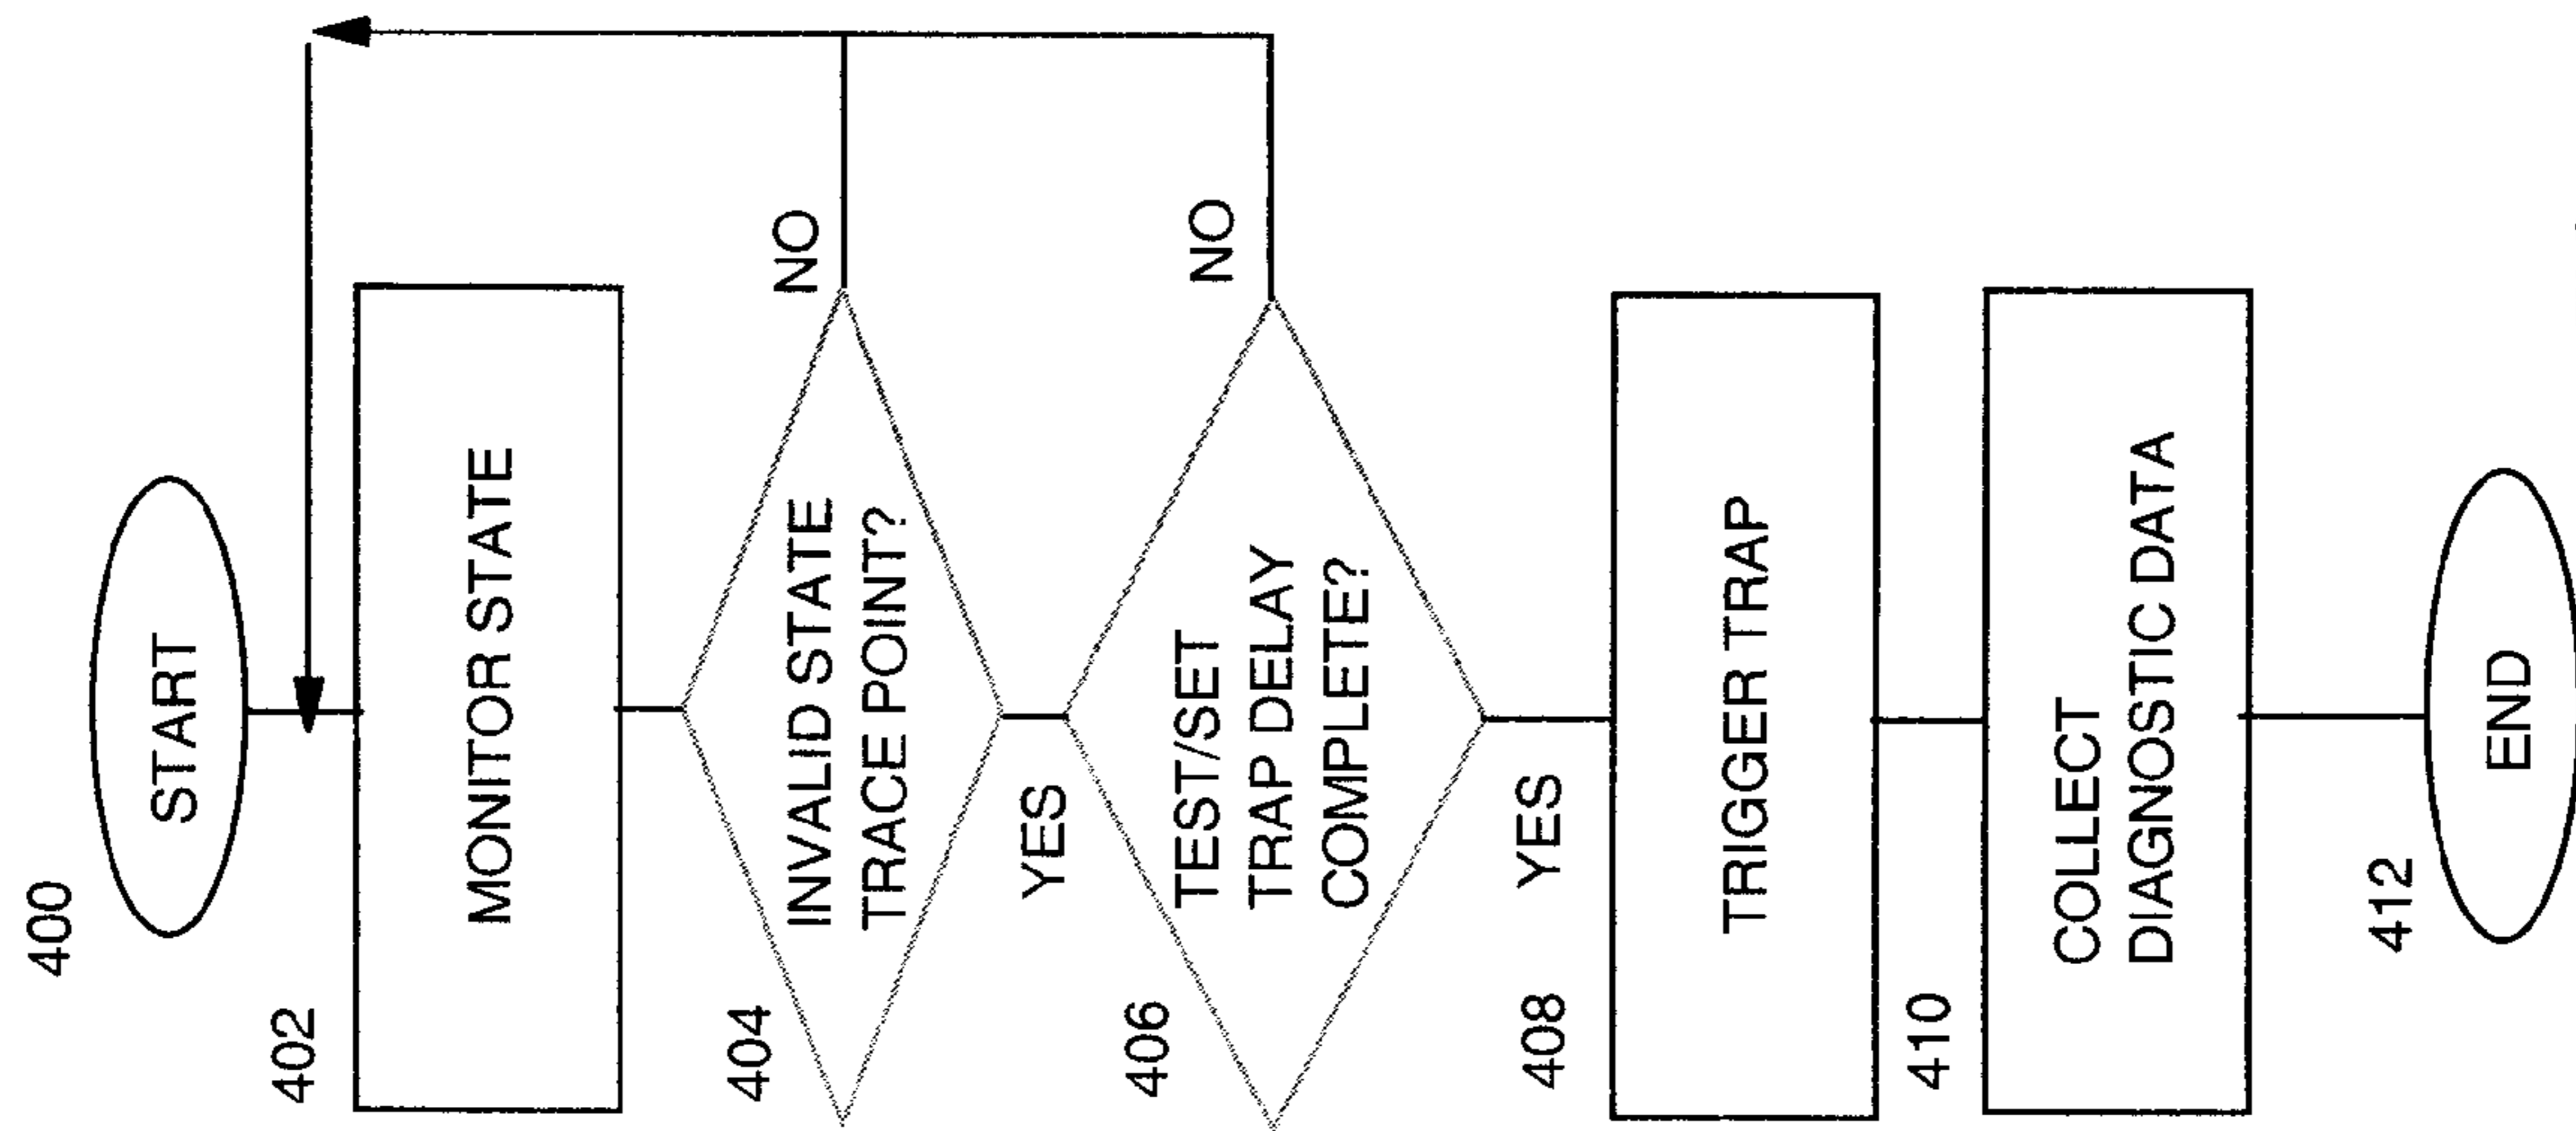 400
START
402
MONITOR STATE
404
INVALID STATE
TRACE POINT?
NO
YES
406
TEST/SET
TRAP DELAY
COMPLETE?
NO
YES
408
TRIGGER TRAP
410
COLLECT
DIAGNOSTIC DATA
412
END